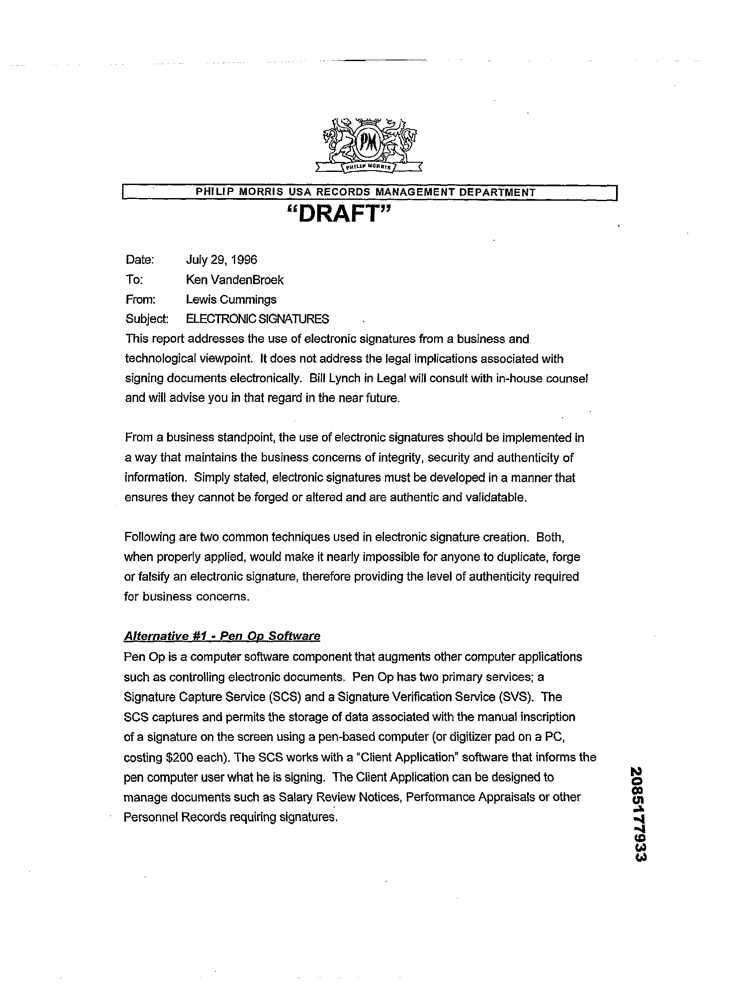 PM
PHILIP MORRIS
PHILIP MORRIS USA RECORDS MANAGEMENT DEPARTMENT
“DRAFT”
Date: July 29, 1996
To: Ken VandenBroek
From: Lewis Cummings
Subject: ELECTRONIC SIGNATURES
This report addresses the use of electronic signatures from a business and
technological viewpoint. It does not address the legal implications associated with
signing documents electronically. Bill Lynch in Legal will consult with in-house counsel
and will advise you in that regard in the near future.
From a business standpoint, the use of electronic signatures should be implemented in
a way that maintains the business concerns of integrity, security and authenticity of
information. Simply stated, electronic signatures must be developed in a manner that
ensures they cannot be forged or altered and are authentic and validatable.
Following are two common techniques used in electronic signature creation. Both,
when properly applied, would make it nearly impossible for anyone to duplicate, forge
or falsify an electronic signature, therefore providing the level of authenticity required
for business concerns.
Alternative #1 - Pen Op Software
Pen Op is a computer software component that augments other computer applications
such as controlling electronic documents. Pen Op has two primary services; a
Signature Capture Service (SCS) and a Signature Verification Service (SVS). The
SCS captures and permits the storage of data associated with the manual inscription
of a signature on the screen using a pen-based computer (or digitizer pad on a PC,
costing $200 each). The SCS works with a “Client Application” software that informs the
pen computer user what he is signing. The Client Application can be designed to
manage documents such as Salary Review Notices, Performance Appraisals or other
Personnel Records requiring signatures.
2085177933